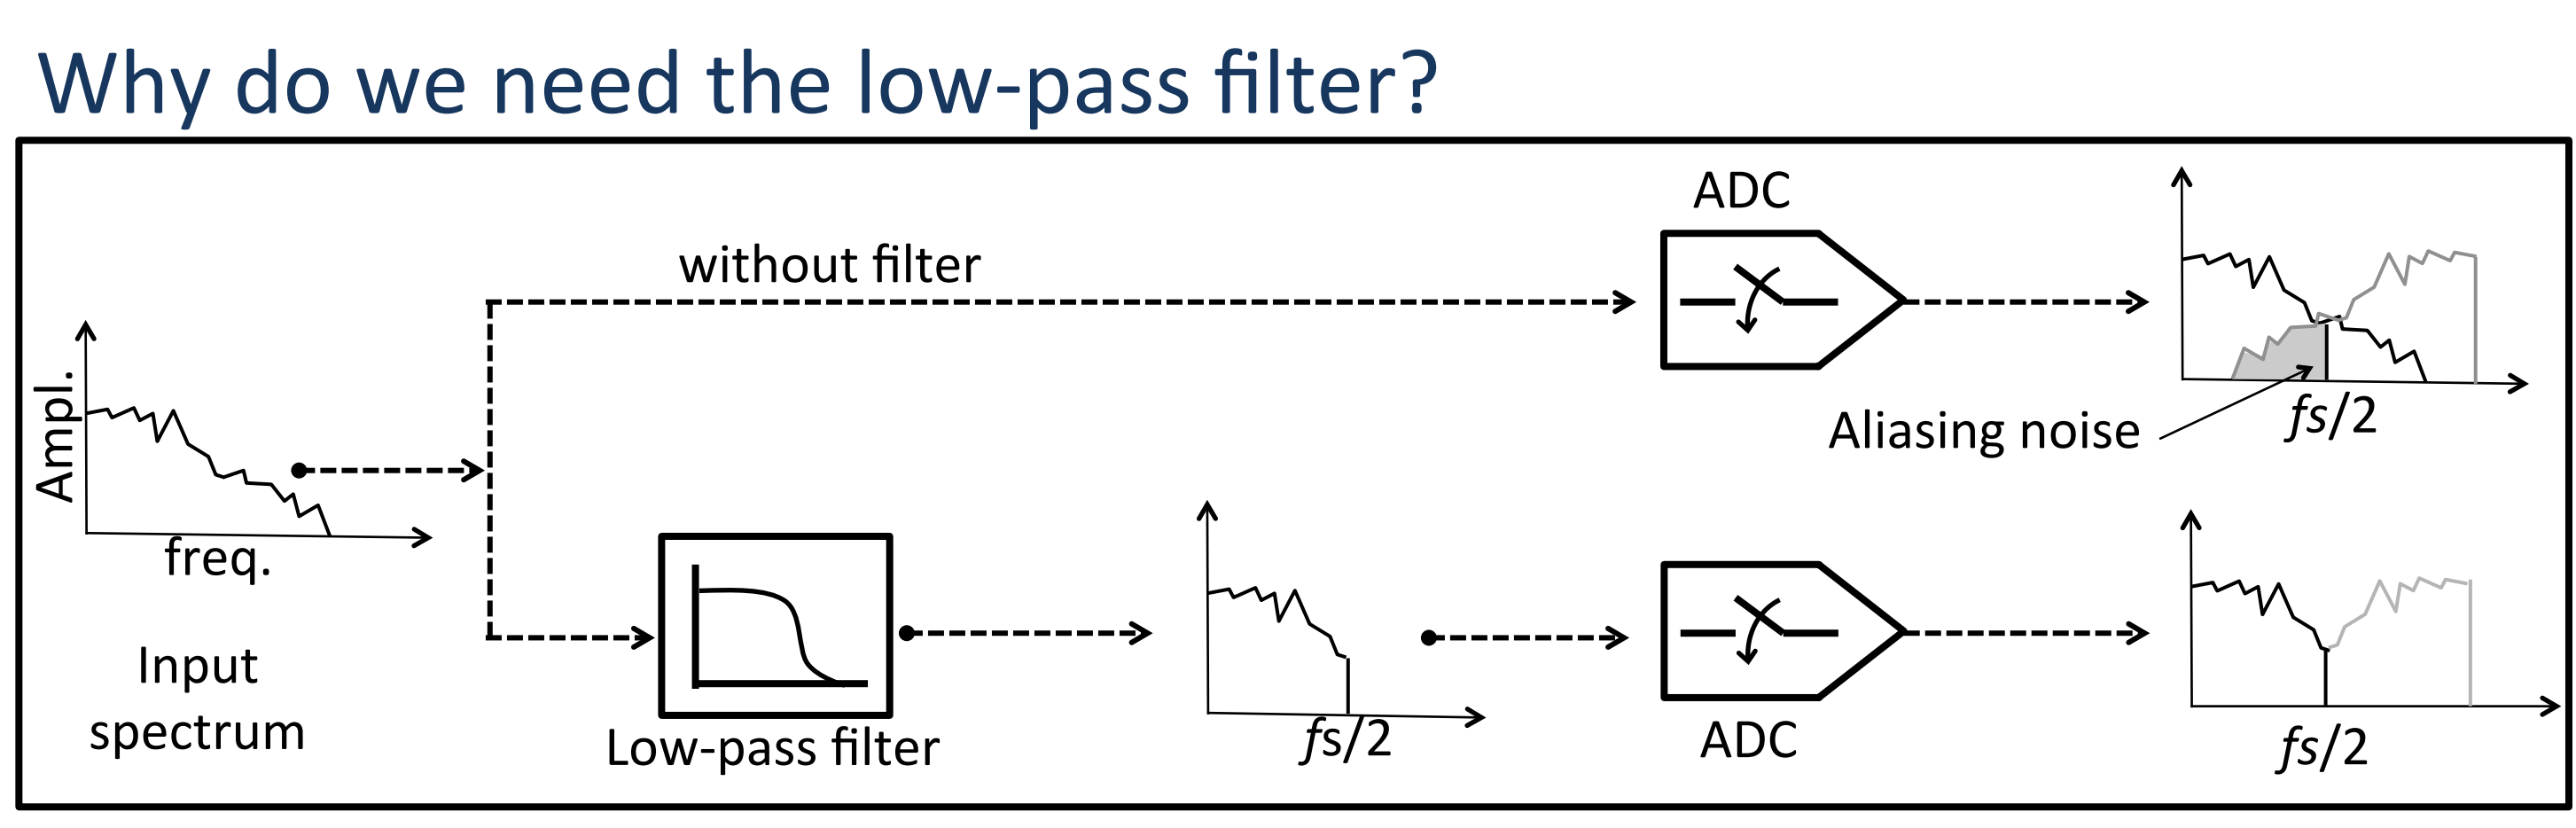 Why do we need the low-pass filter?
ADC
without filter
Ampl.
freq.
Aliasing noise
fs/2
Input
spectrum
Low-pass filter
fs/2
ADC
fs/2